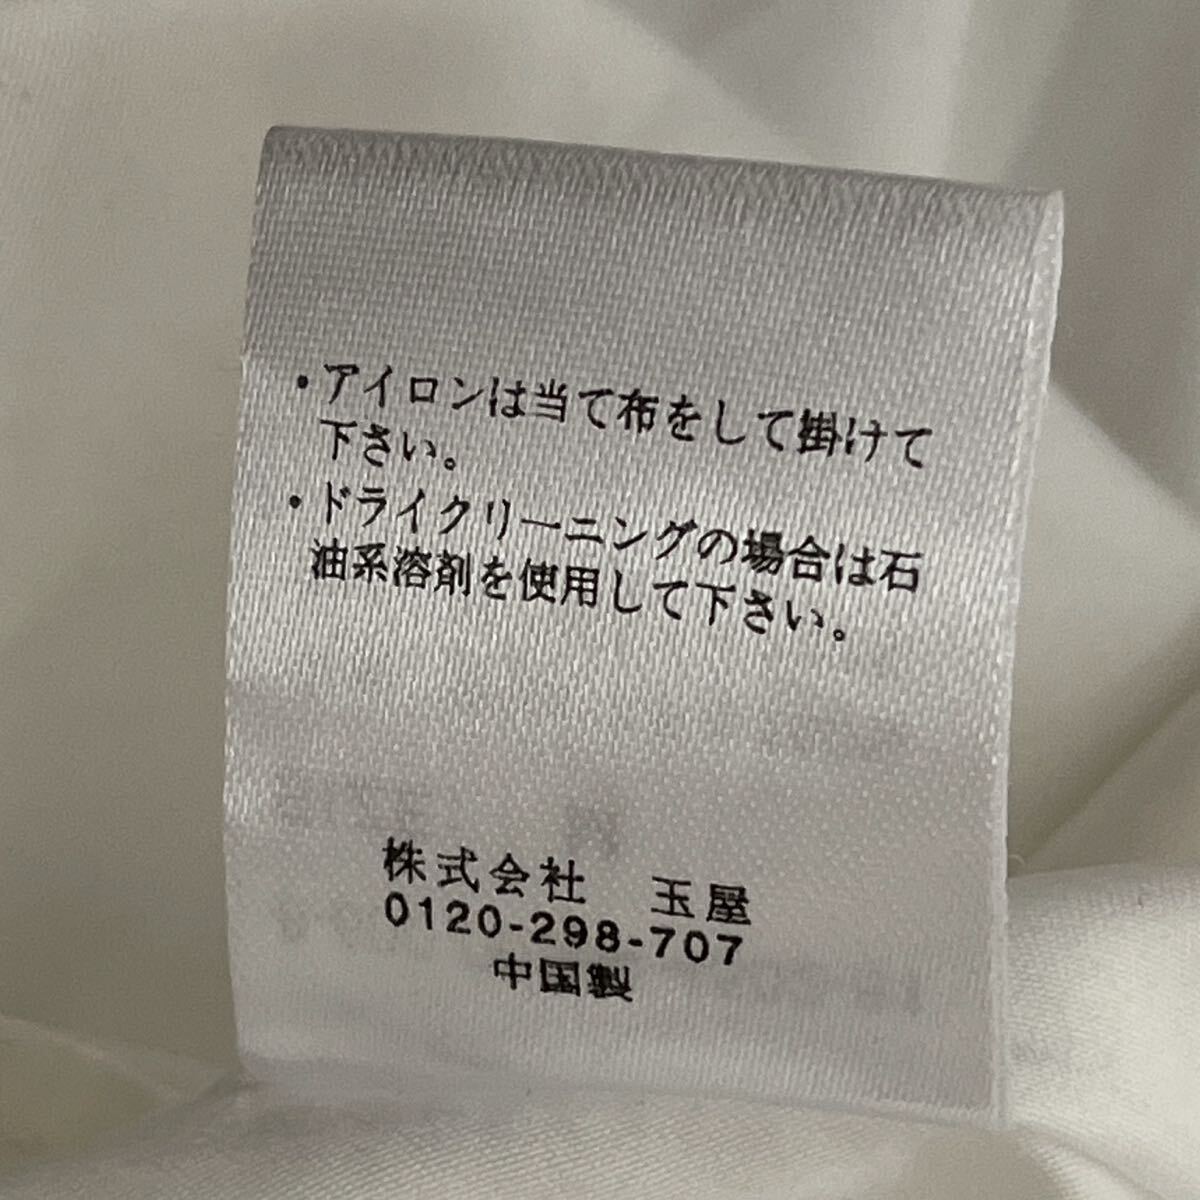 ・アイロンは当て布をして掛けて
下さい。
・ドライクリーニングの場合は石
油系溶剤を使用して下さい。
株式会社　玉屋
0120-298-707
中国製